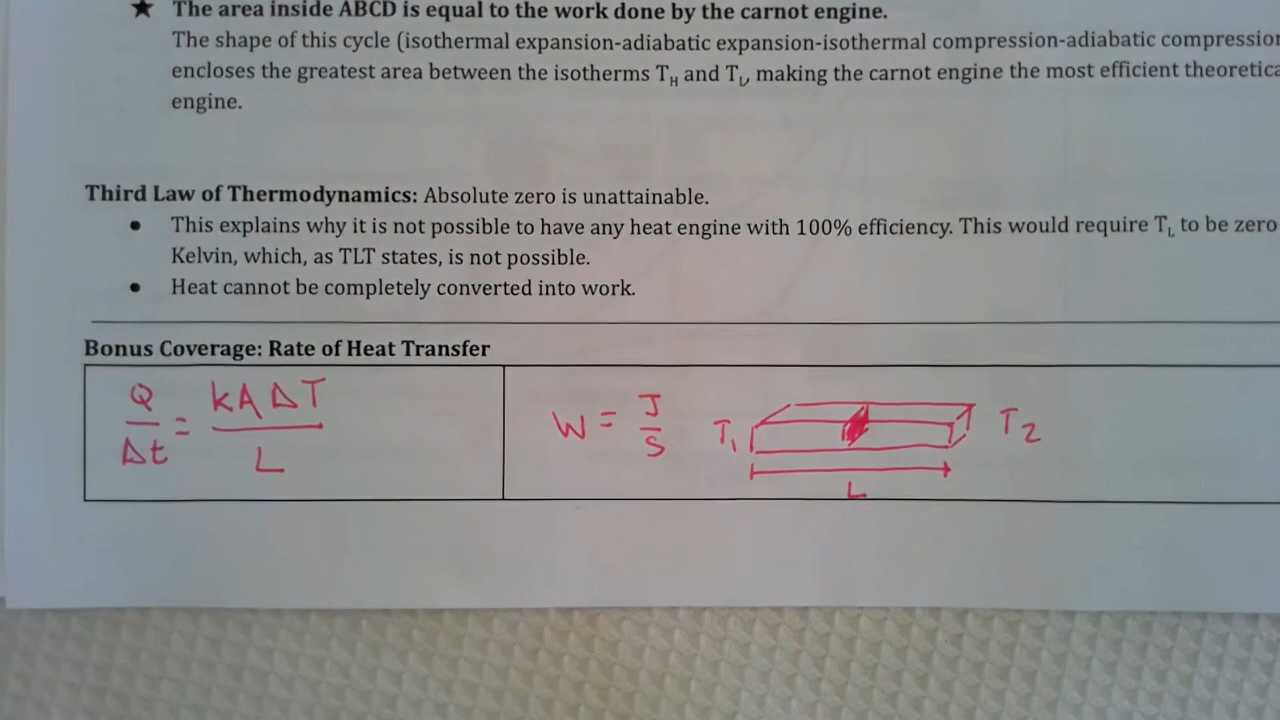 ★ The area inside ABCD is equal to the work done by the carnot engine.
The shape of this cycle (isothermal expansion-adiabatic expansion-isothermal compression-adiabatic compression
encloses the greatest area between the isotherms T_H and T_L, making the carnot engine the most efficient theoretica
engine.
Third Law of Thermodynamics: Absolute zero is unattainable.
• This explains why it is not possible to have any heat engine with 100% efficiency. This would require T_L to be zero
Kelvin, which, as TLT states, is not possible.
• Heat cannot be completely converted into work.
Bonus Coverage: Rate of Heat Transfer
Q/Δt = kAΔT/L
W = J/S
T1 T2
L